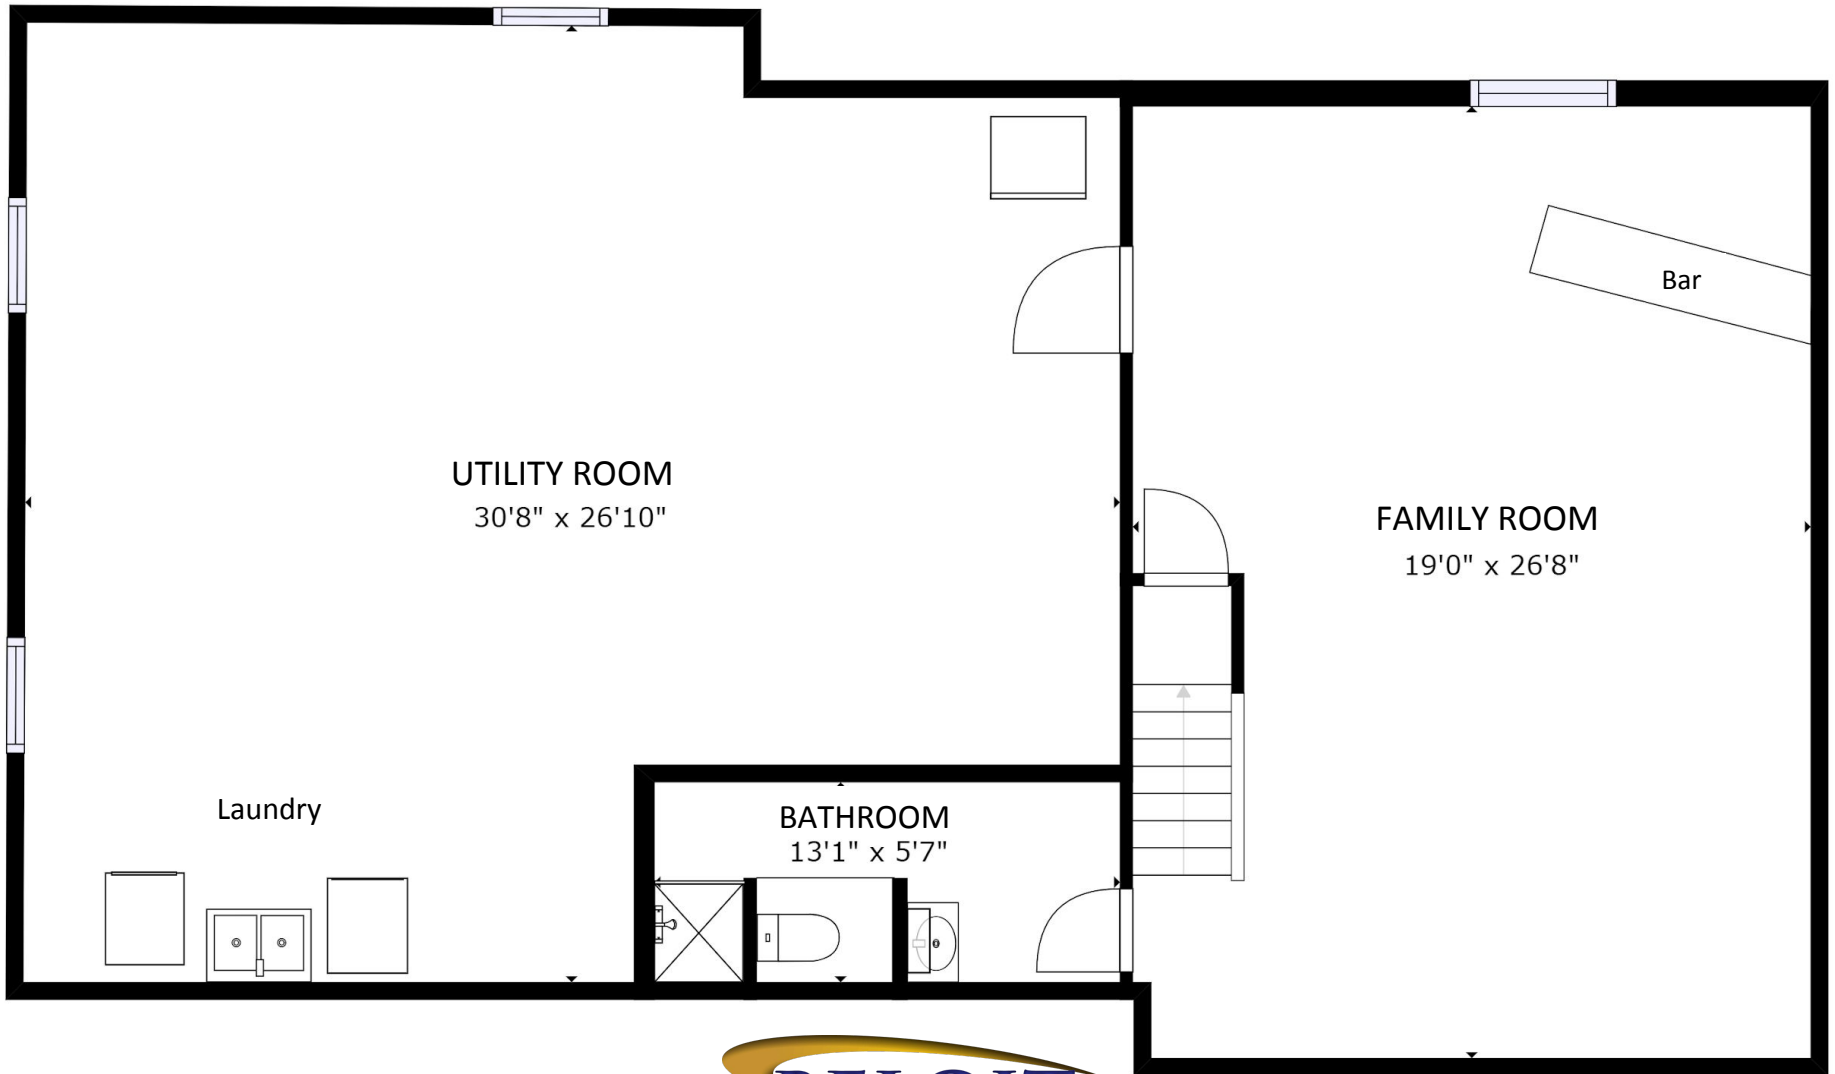 Bar
UTILITY ROOM
30'8" x 26'10"
FAMILY ROOM
19'0" x 26'8"
Laundry
BATHROOM
13'1" x 5'7"
BELOIT